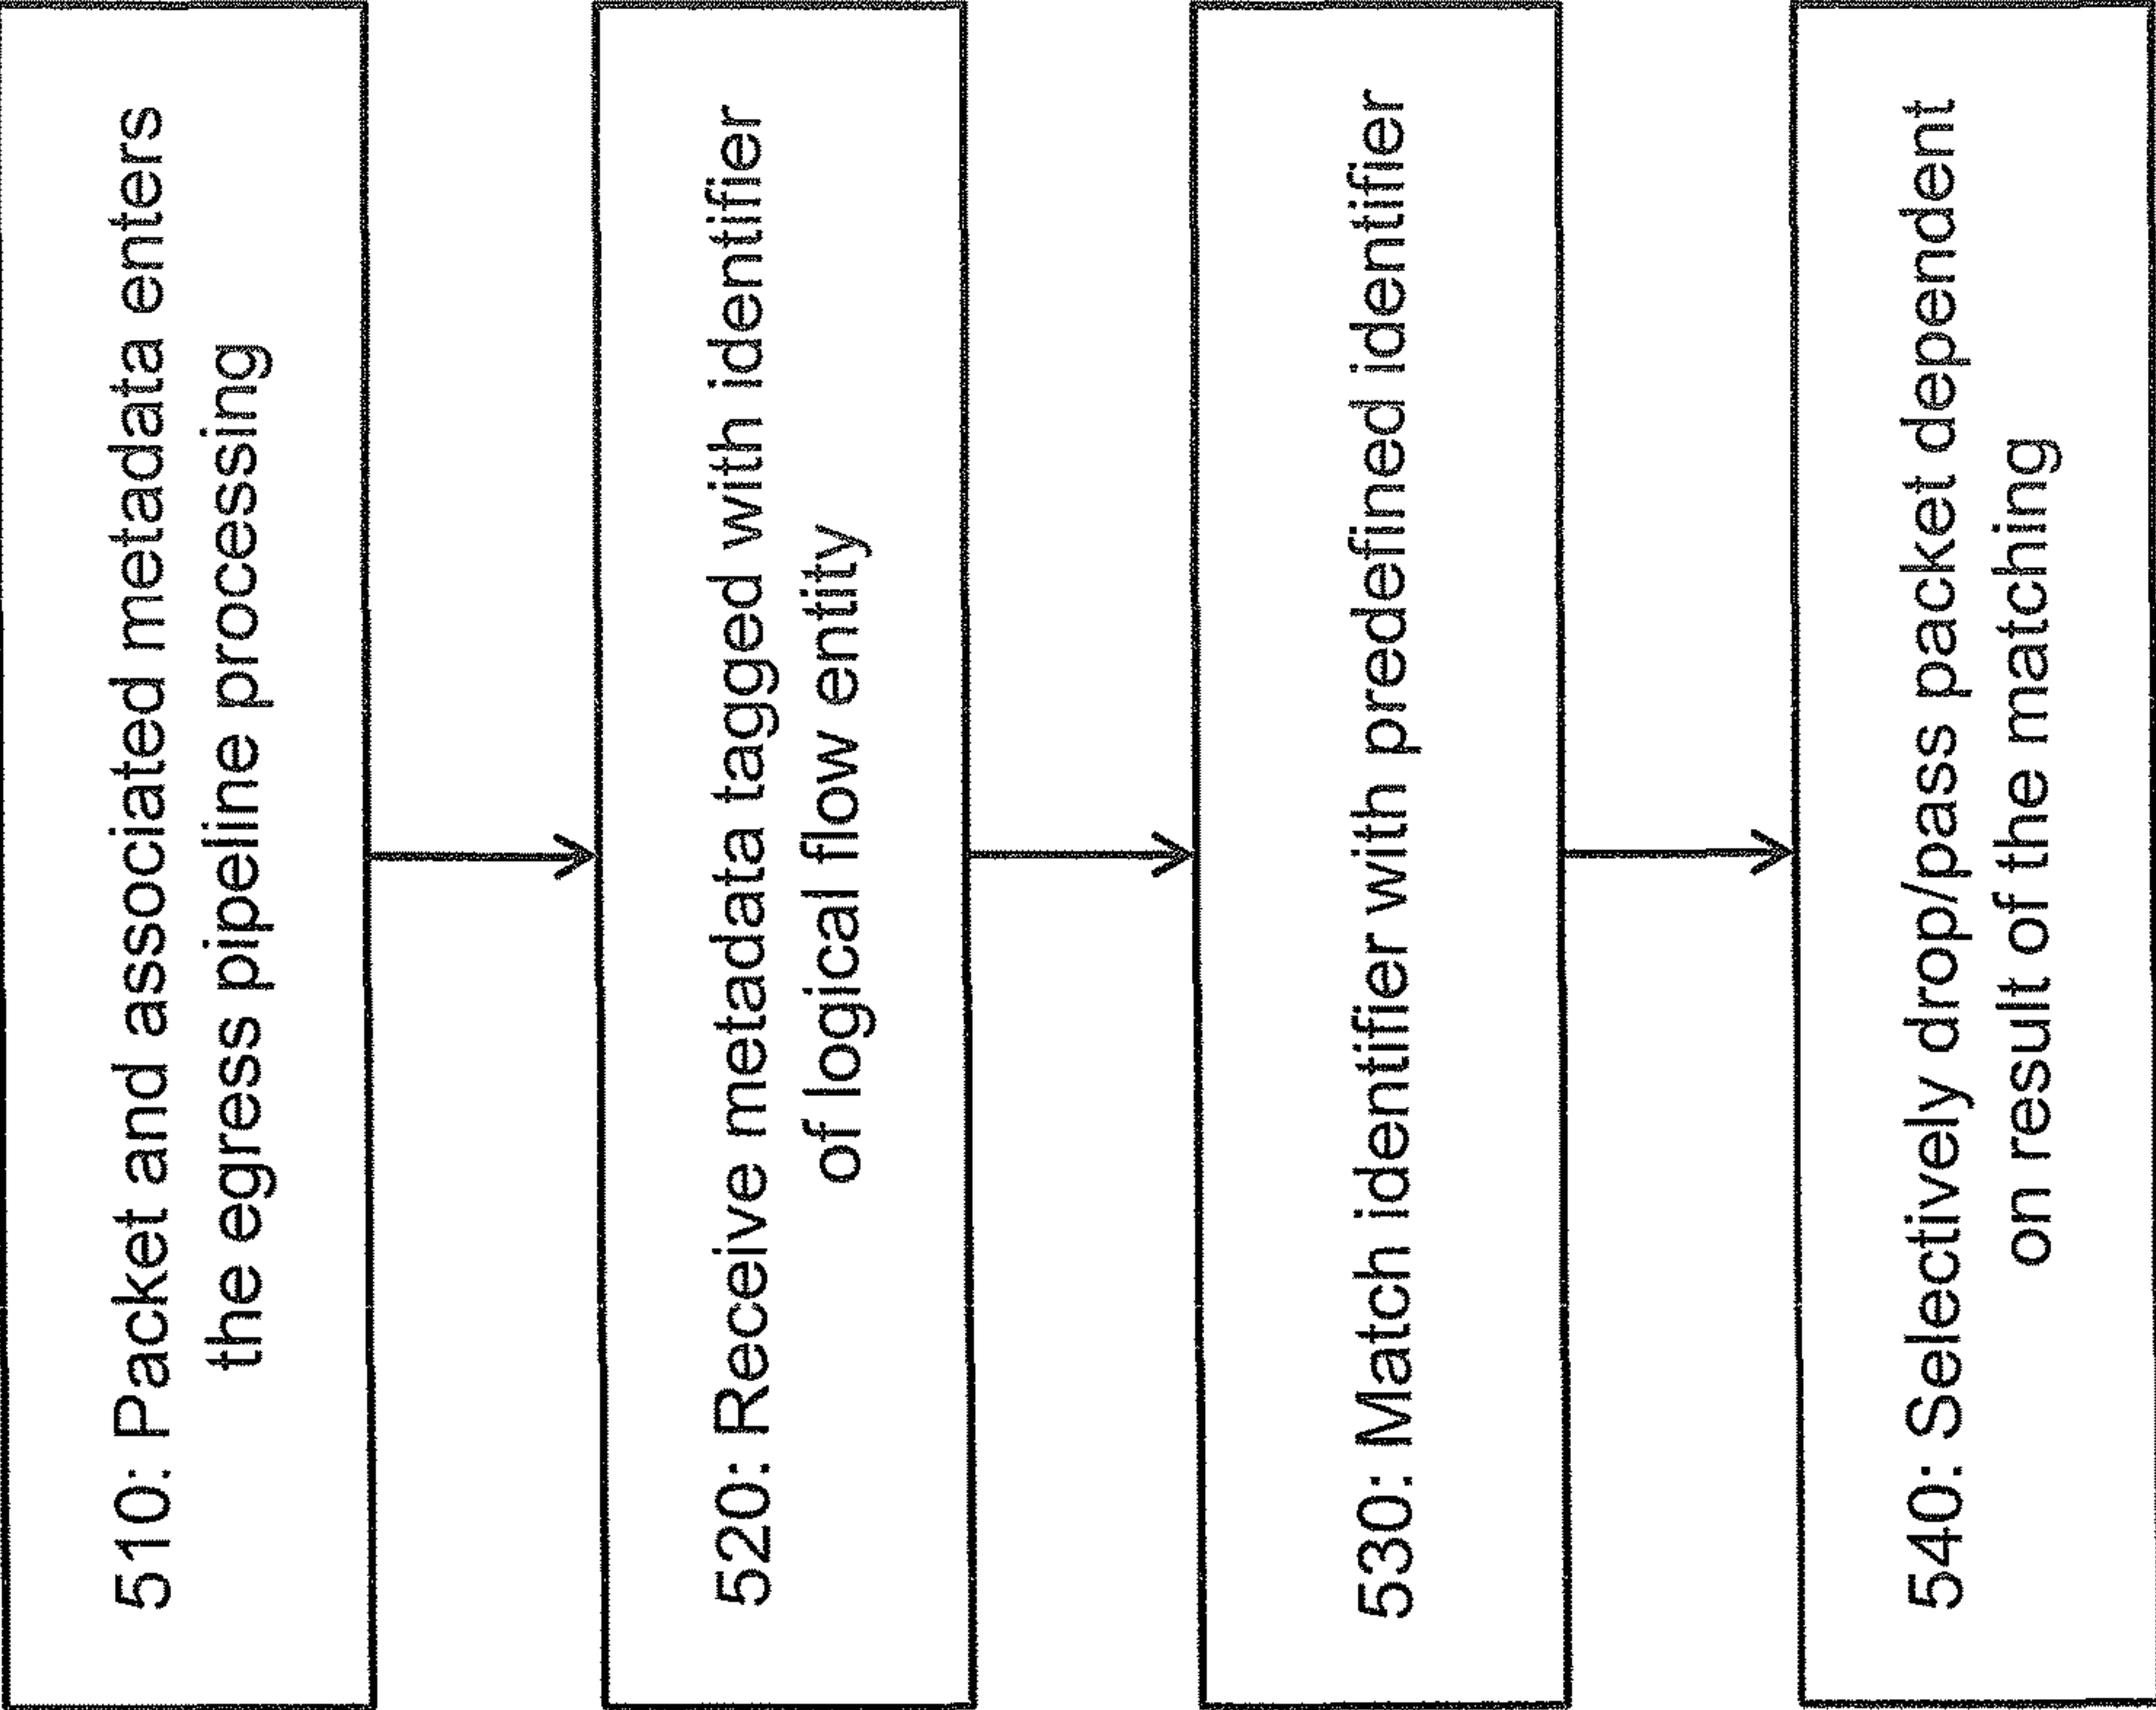 510: Packet and associated metadata enters
the egress pipeline processing
520: Receive metadata tagged with identifier
of logical flow entity
530: Match identifier with predefined identifier
540: Selectively drop/pass packet dependent
on result of the matching